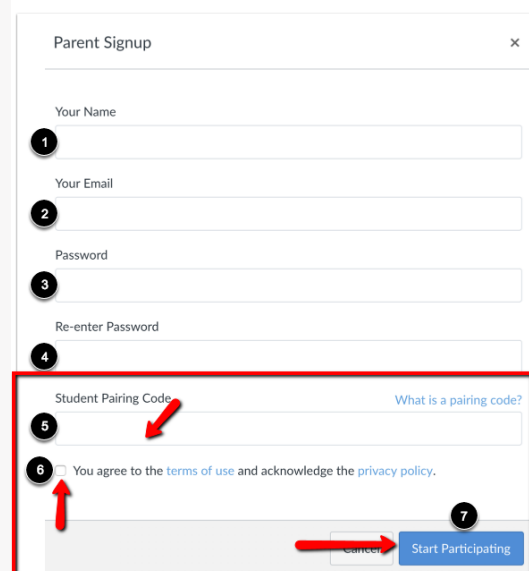 Parent Signup ×
Your Name
1
Your Email
2
Password
3
Re-enter Password
4
Student Pairing Code What is a pairing code?
5
6 You agree to the terms of use and acknowledge the privacy policy.
7
Cancel Start Participating